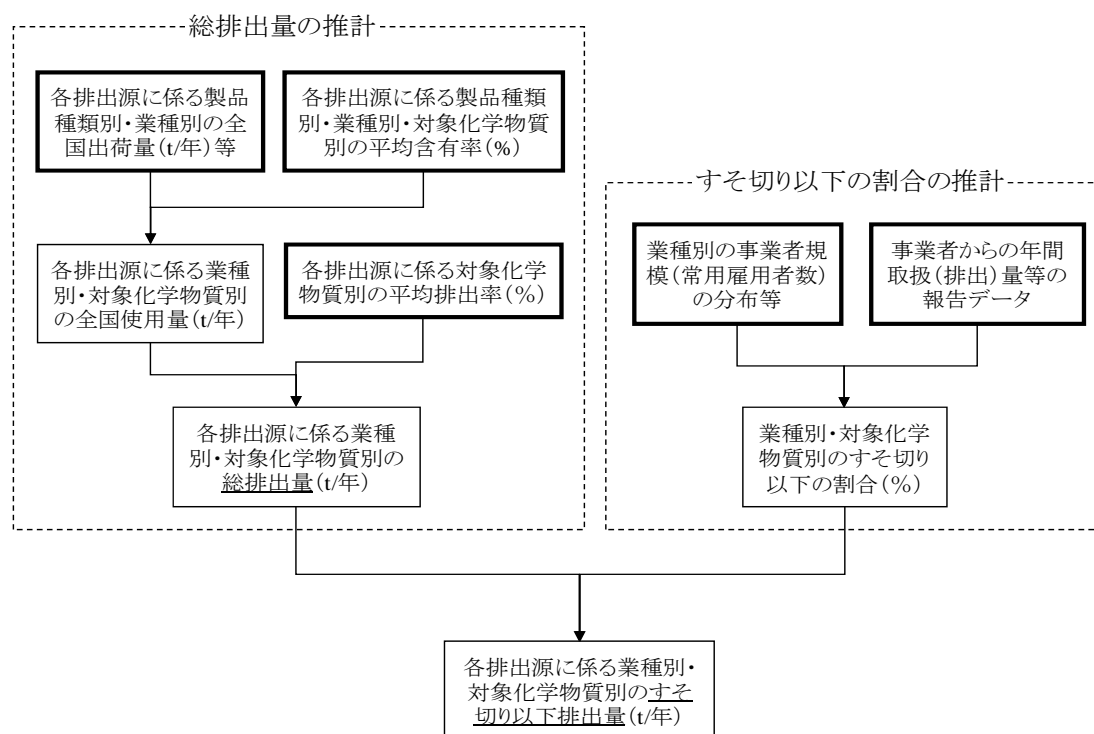 総排出量の推計
各排出源に係る製品
種類別・業種別の全
国出荷量(t/年)等
各排出源に係る製品種類
別・業種別・対象化学物質
別の平均含有率(%)
各排出源に係る業種
別・対象化学物質別
の全国使用量(t/年)
各排出源に係る対象化学
物質別の平均排出率(%)
各排出源に係る業種
別・対象化学物質別の
総排出量(t/年)
すそ切り以下の割合の推計
業種別の事業者規
模(常用雇用者数)
の分布等
事業者からの年間
取扱(排出)量等の
報告データ
業種別・対象化学
物質別のすそ切り
以下の割合(%)
各排出源に係る業種別・
対象化学物質別のすそ
切り以下排出量(t/年)